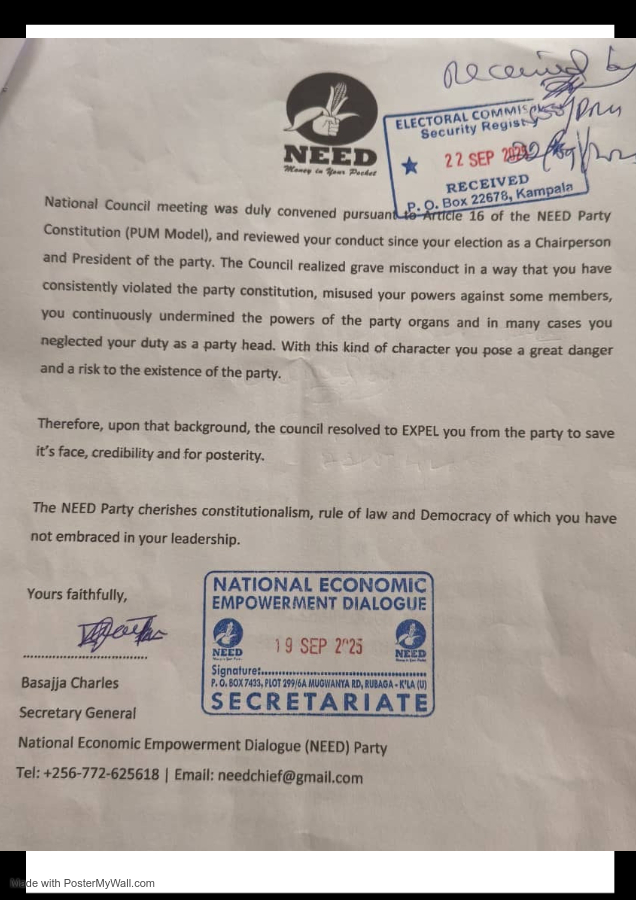 Received by
NEED
Money in Your Pocket
ELECTORAL COMMISS
Security Registry
22 SEP 2025
RECEIVED
P. O. Box 22678, Kampala
National Council meeting was duly convened pursuant to Article 16 of the NEED Party
Constitution (PUM Model), and reviewed your conduct since your election as a Chairperson
and President of the party. The Council realized grave misconduct in a way that you have
consistently violated the party constitution, misused your powers against some members,
you continuously undermined the powers of the party organs and in many cases you
neglected your duty as a party head. With this kind of character you pose a great danger
and a risk to the existence of the party.
Therefore, upon that background, the council resolved to EXPEL you from the party to save
it's face, credibility and for posterity.
The NEED Party cherishes constitutionalism, rule of law and Democracy of which you have
not embraced in your leadership.
Yours faithfully,
NATIONAL ECONOMIC
EMPOWERMENT DIALOGUE
NEED
19 SEP 2025
NEED
Signature:
P. O. BOX 7433, PLOT 299/6A MUGWANYA RD, RUBAGA - K'LA (U)
SECRETARIATE
Basajja Charles
Secretary General
National Economic Empowerment Dialogue (NEED) Party
Tel: +256-772-625618 | Email: needchief@gmail.com
Made with PosterMyWall.com